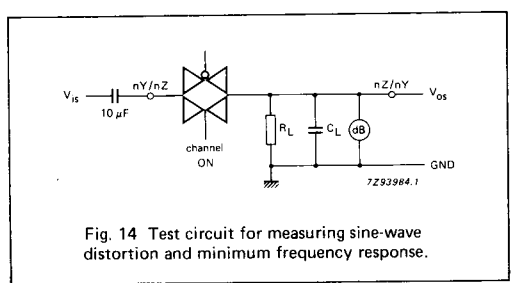 nY/nZ
nZ/nY
V_is
V_os
10 µF
R_L
C_L
dB
channel
ON
GND
7Z93984.1
Fig. 14 Test circuit for measuring sine-wave
distortion and minimum frequency response.